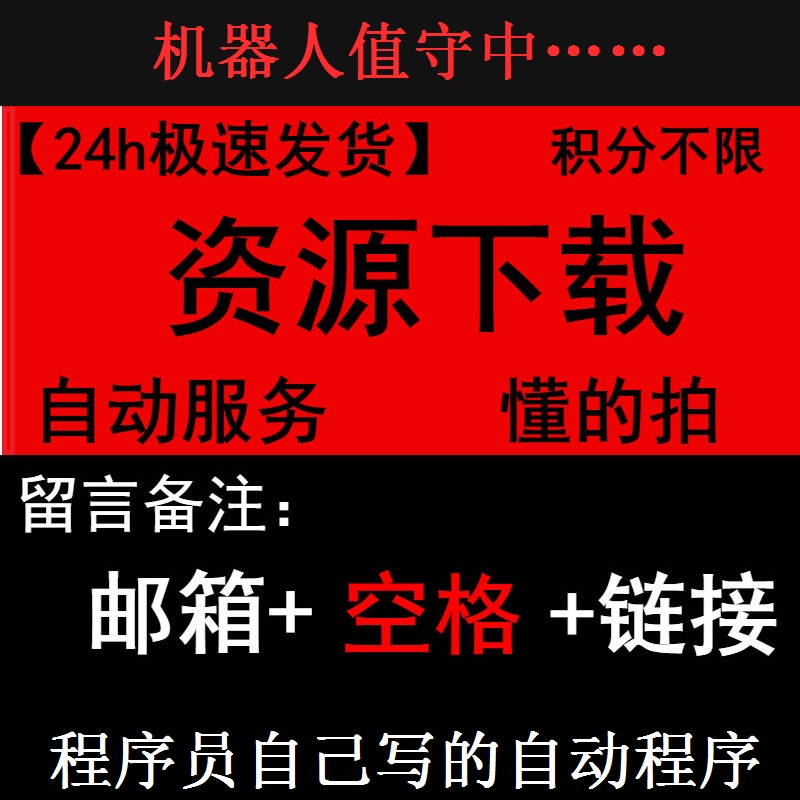 机器人值守中……
【24h极速发货】 积分不限
资源下载
自动服务 懂的拍
留言备注：
邮箱+ 空格 +链接
程序员自己写的自动程序